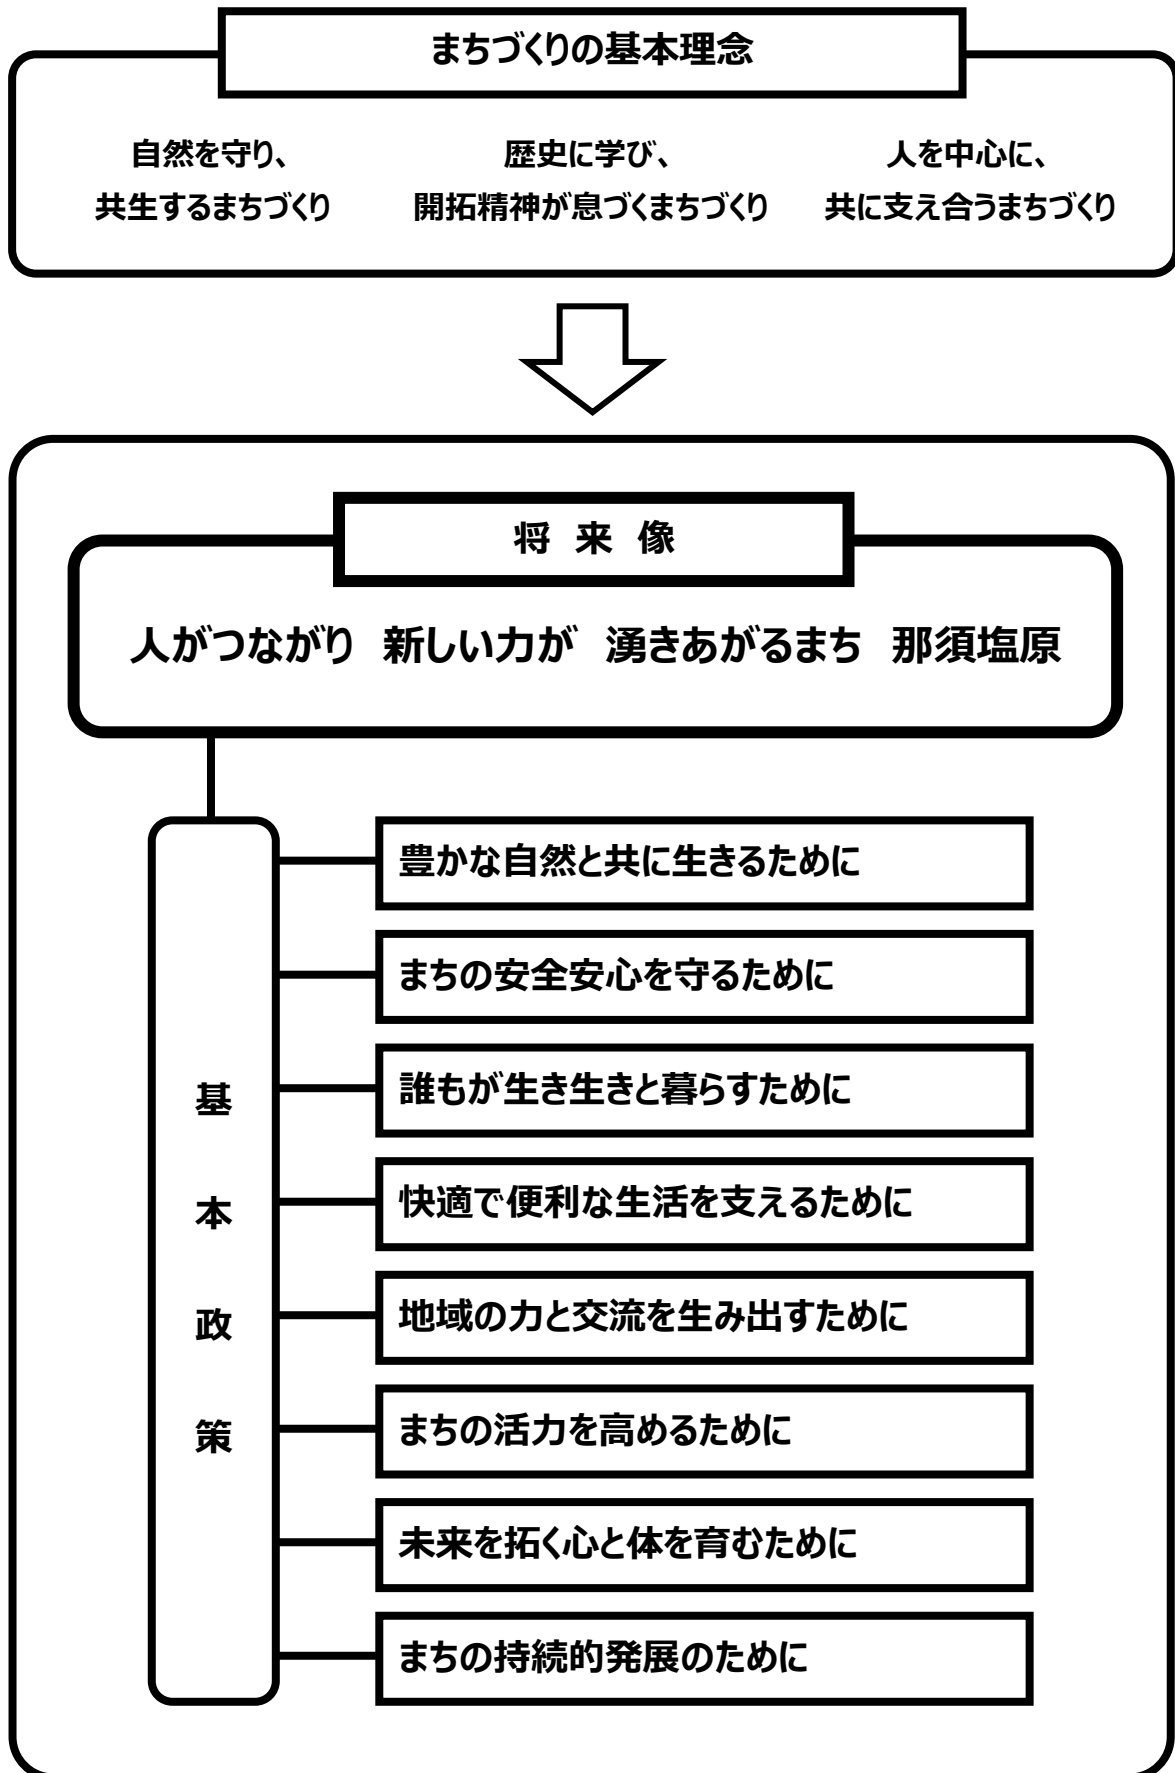 まちづくりの基本理念
自然を守り、
共生するまちづくり
歴史に学び、
開拓精神が息づくまちづくり
人を中心に、
共に支え合うまちづくり
将 来 像
人がつながり 新しい力が 湧きあがるまち 那須塩原
基本政策
豊かな自然と共に生きるために
まちの安全安心を守るために
誰もが生き生きと暮らすために
快適で便利な生活を支えるために
地域の力と交流を生み出すために
まちの活力を高めるために
未来を拓く心と体を育むために
まちの持続的発展のために